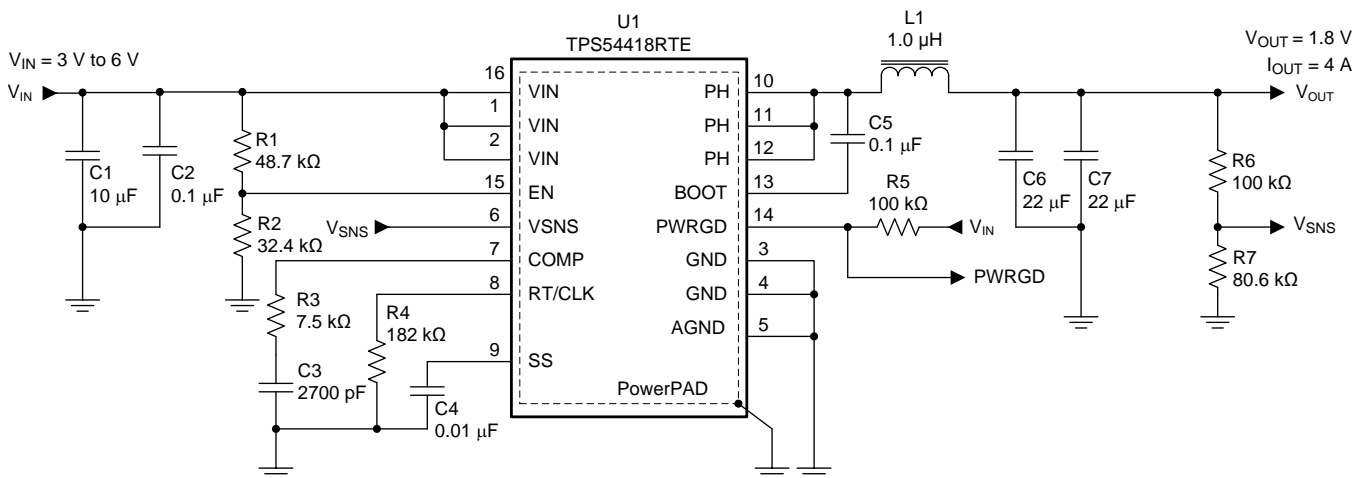 U1
TPS54418RTE
L1
1.0 µH
V_IN = 3 V to 6 V
V_IN
V_OUT = 1.8 V
I_OUT = 4 A
V_OUT
16 VIN
1 VIN
2 VIN
15 EN
6 VSNS
7 COMP
8 RT/CLK
9 SS
PH 10
PH 11
PH 12
BOOT 13
PWRGD 14
GND 3
GND 4
AGND 5
PowerPAD
C1
10 µF
C2
0.1 µF
R1
48.7 kΩ
R2
32.4 kΩ
V_SNS
R3
7.5 kΩ
C3
2700 pF
R4
182 kΩ
C4
0.01 µF
C5
0.1 µF
R5
100 kΩ
V_IN
PWRGD
C6
22 µF
C7
22 µF
R6
100 kΩ
V_SNS
R7
80.6 kΩ